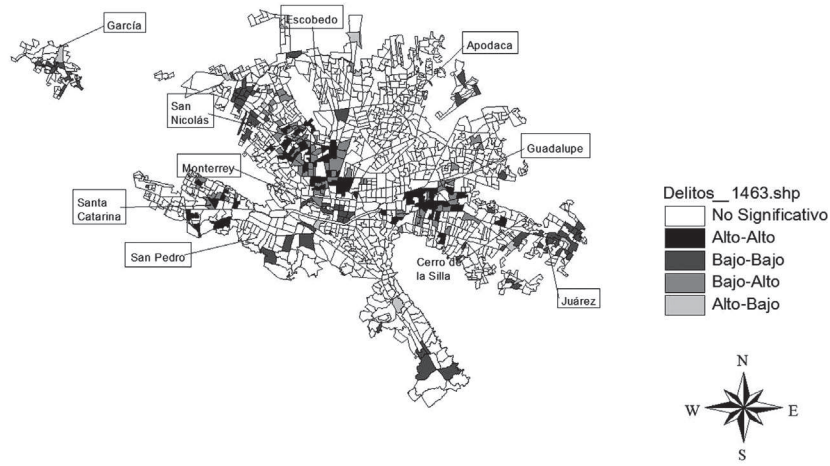 García
Escobedo
Apodaca
San
Nicolás
Guadalupe
Monterrey
Santa
Catarina
San Pedro
Cerro de
la Silla
Juárez
Delitos__1463.shp
No Significativo
Alto-Alto
Bajo-Bajo
Bajo-Alto
Alto-Bajo
N
W E
S